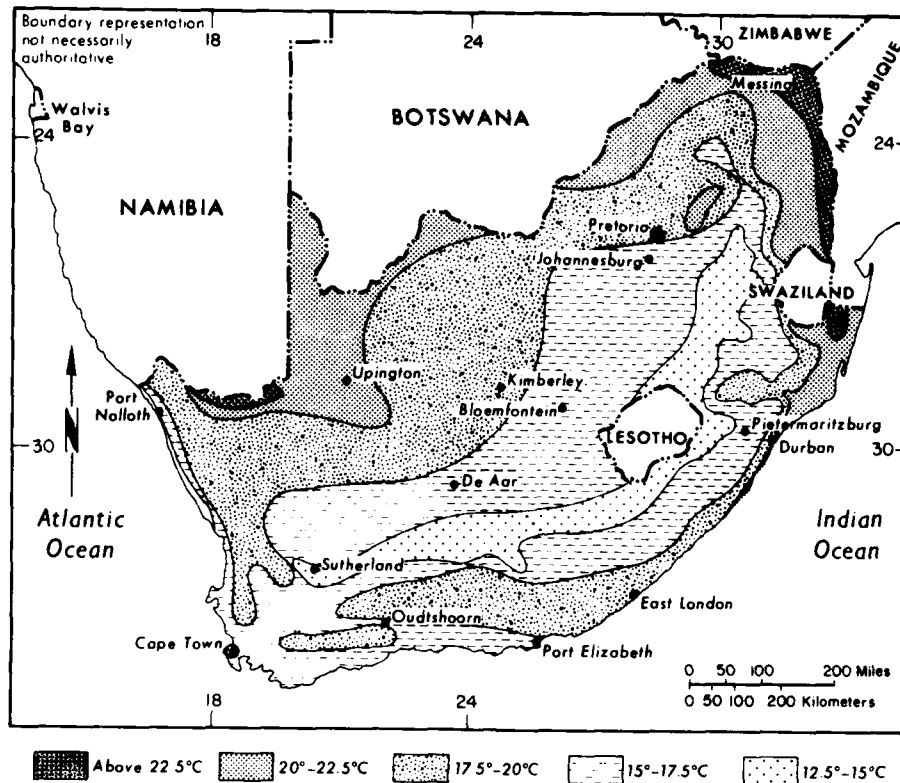 Boundary representation
not necessarily
authoritative
18
24
30
ZIMBABWE
Messina
MOZAMBIQUE
Walvis
Bay
24
BOTSWANA
24
NAMIBIA
Pretoria
Johannesburg
SWAZILAND
Upington
Kimberley
Port
Nolloth
Bloemfontein
N
30
LESOTHO
Pietermaritzburg
Durban
30
De Aar
Atlantic
Ocean
Indian
Ocean
Sutherland
East London
Oudtshoorn
Cape Town
Port Elizabeth
0 50 100 200 Miles
0 50 100 200 Kilometers
18
24
Above 22 5°C
20°-22.5°C
17 5°-20°C
15°-17.5°C
12.5°-15°C